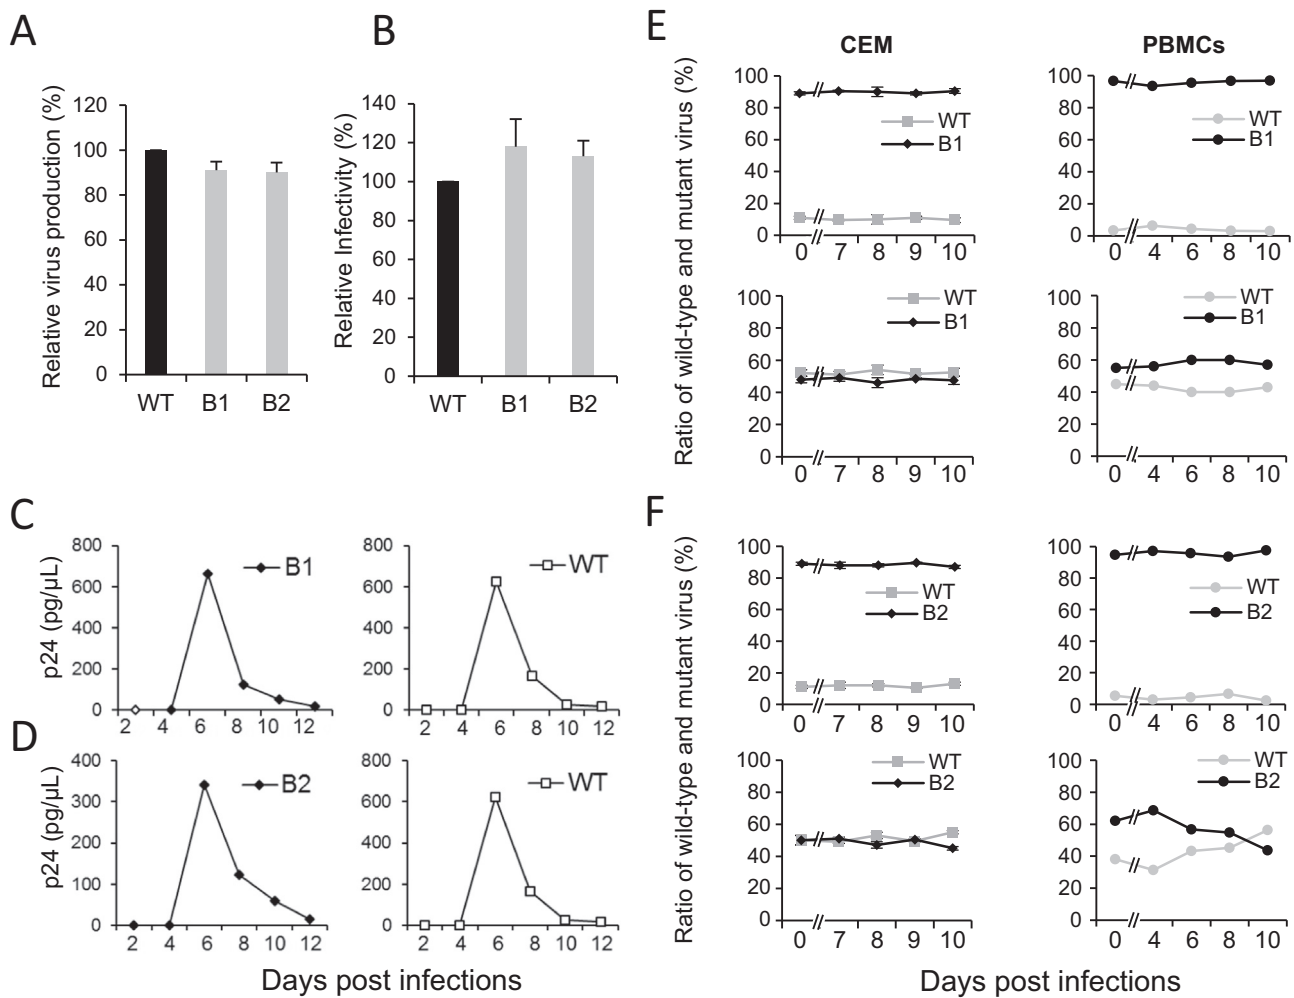 A
Relative virus production (%)
120
100
80
60
40
20
0
WT B1 B2
B
Relative Infectivity (%)
140
120
100
80
60
40
20
0
WT B1 B2
C
p24 (pg/µL)
800
600
400
200
0
2 4 6 8 10 12
B1
800
600
400
200
0
2 4 6 8 10 12
WT
D
p24 (pg/µL)
400
300
200
100
0
2 4 6 8 10 12
B2
800
600
400
200
0
2 4 6 8 10 12
WT
Days post infections
E
Ratio of wild-type and mutant virus (%)
CEM
100
80
60
40
20
0
0 7 8 9 10
WT
B1
PBMCs
100
80
60
40
20
0
0 4 6 8 10
WT
B1
100
80
60
40
20
0
0 7 8 9 10
WT
B1
100
80
60
40
20
0
0 4 6 8 10
WT
B1
F
Ratio of wild-type and mutant virus (%)
100
80
60
40
20
0
0 7 8 9 10
WT
B2
100
80
60
40
20
0
0 4 6 8 10
WT
B2
100
80
60
40
20
0
0 7 8 9 10
WT
B2
100
80
60
40
20
0
0 4 6 8 10
WT
B2
Days post infections